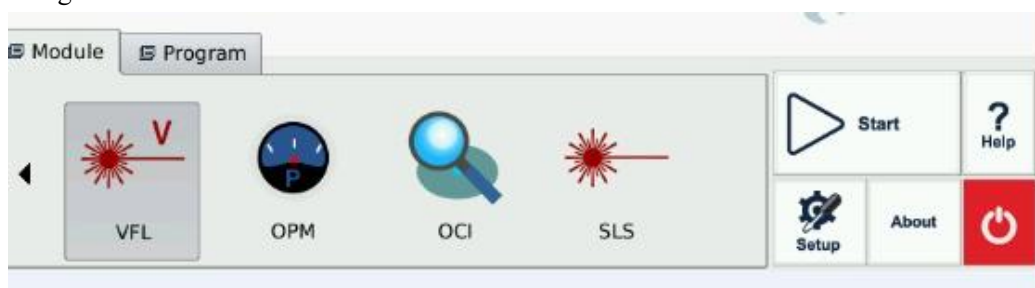 Module
Program
V
P
VFL
OPM
OCI
SLS
Start
?
Help
Setup
About